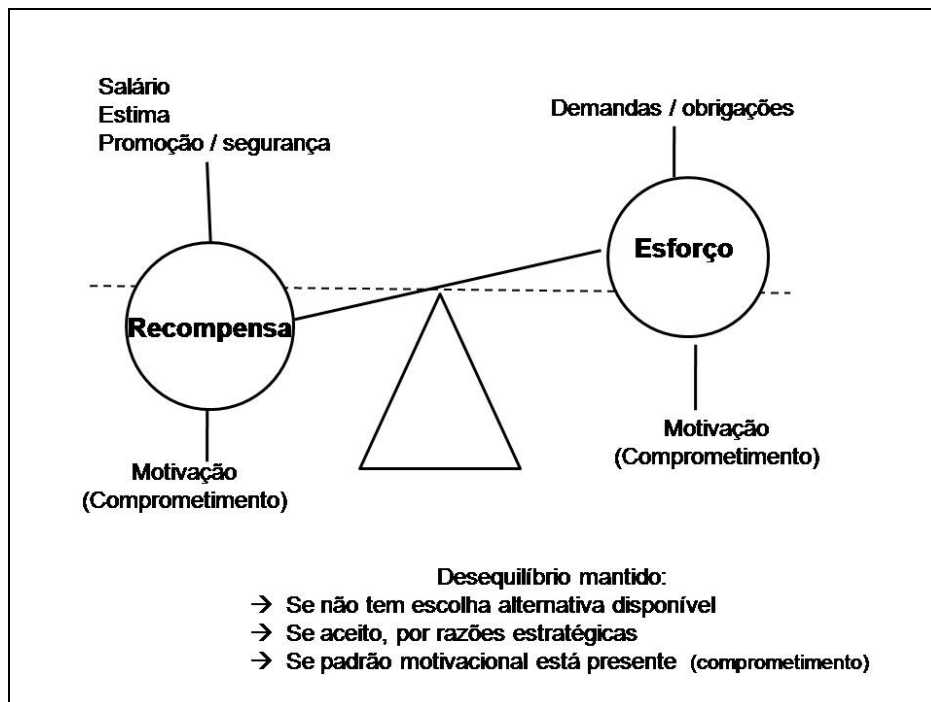 Salário
Estima
Promoção / segurança
Demandas / obrigações
Recompensa
Esforço
Motivação
(Comprometimento)
Motivação
(Comprometimento)
Desequilíbrio mantido:
→ Se não tem escolha alternativa disponível
→ Se aceito, por razões estratégicas
→ Se padrão motivacional está presente (comprometimento)